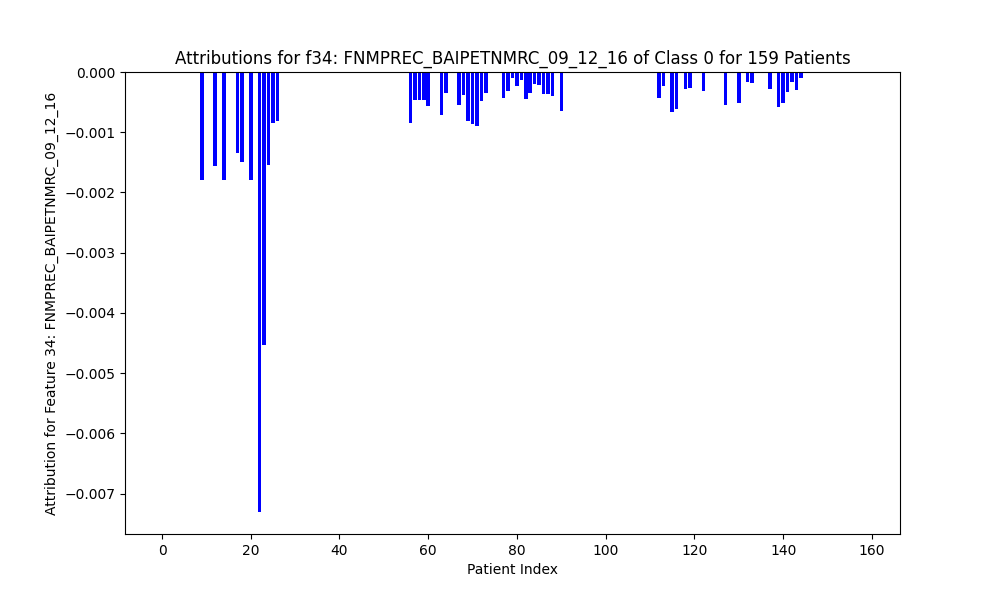 Attributions for f34: FNMPREC_BAIPETNMRC_09_12_16 of Class 0 for 159 Patients
Attribution for Feature 34: FNMPREC_BAIPETNMRC_09_12_16
0.000
−0.001
−0.002
−0.003
−0.004
−0.005
−0.006
−0.007
0 20 40 60 80 100 120 140 160
Patient Index